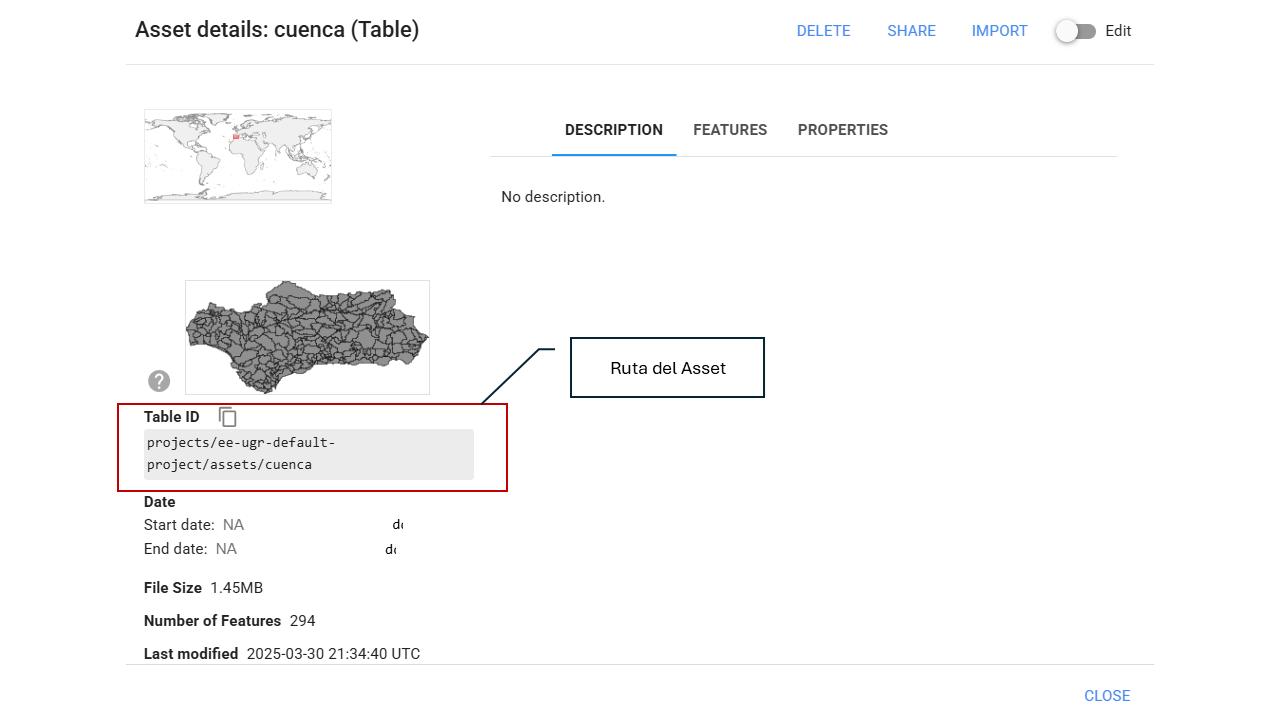 Asset details: cuenca (Table)
DELETE
SHARE
IMPORT
Edit
DESCRIPTION
FEATURES
PROPERTIES
No description.
?
Ruta del Asset
Table ID
projects/ee-ugr-default-
project/assets/cuenca
Date
Start date: NA
End date: NA
File Size 1.45MB
Number of Features 294
Last modified 2025-03-30 21:34:40 UTC
CLOSE